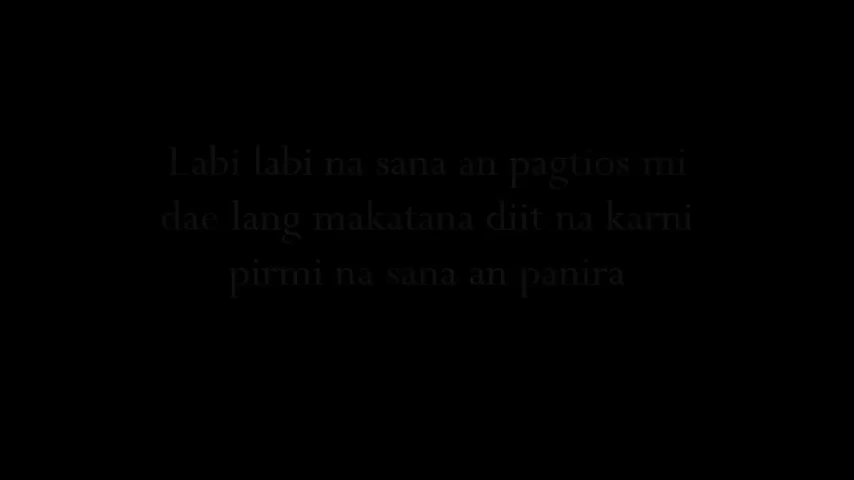 Labi labi na sana an pagtios mi
dae lang makatana diit na karni
pirmi na sana an panira